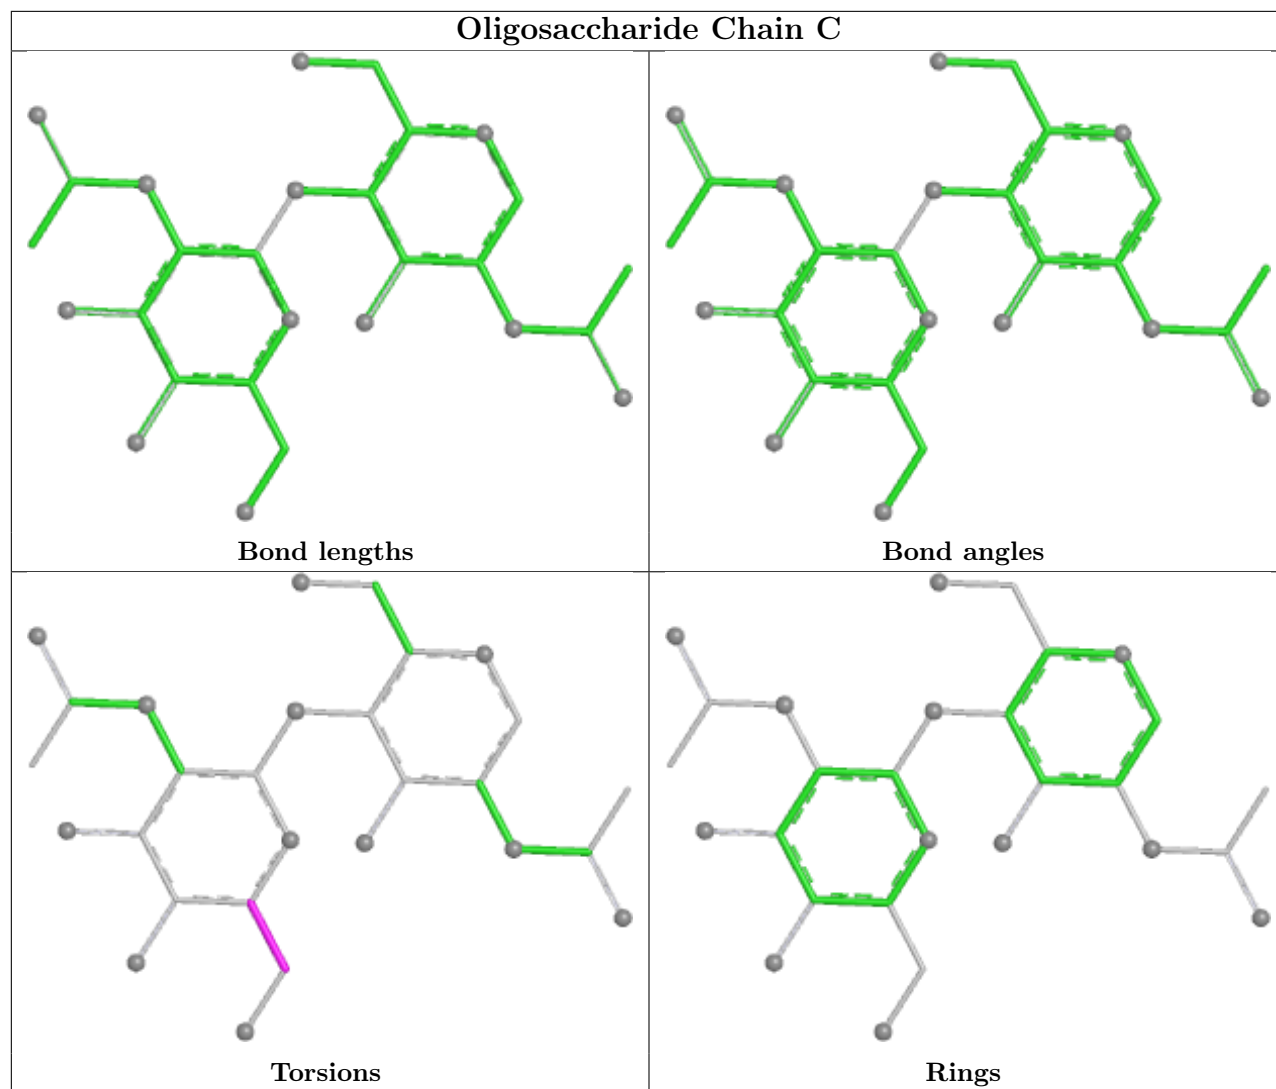 Oligosaccharide Chain C
Bond lengths
Bond angles
Torsions
Rings